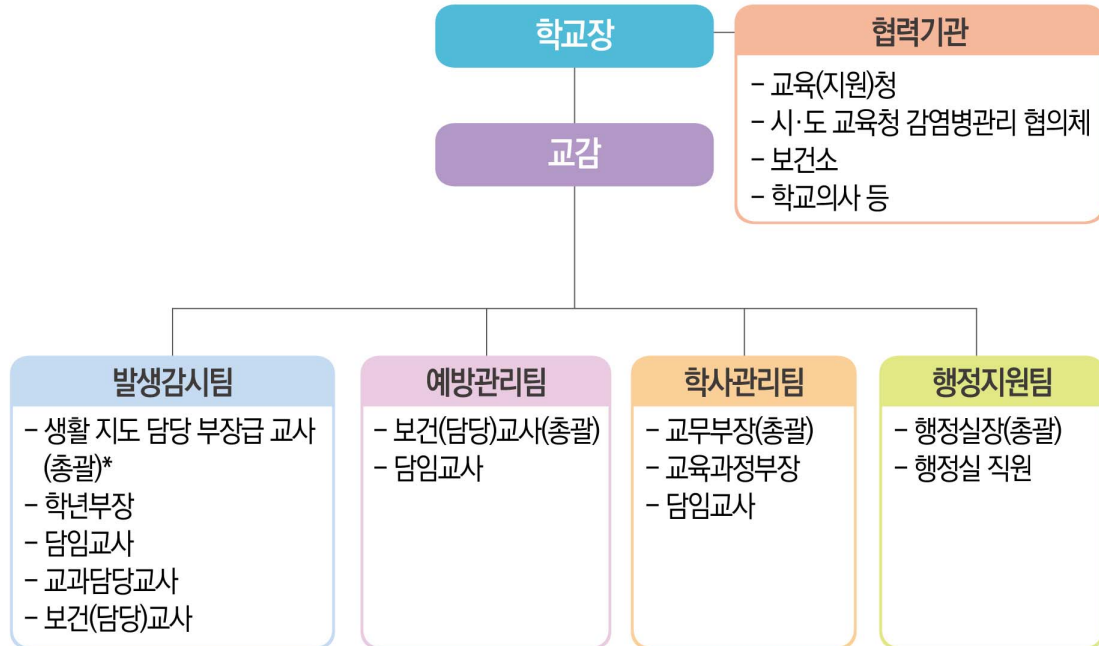 학교장
협력기관
- 교육(지원)청
- 시·도 교육청 감염병관리 협의체
- 보건소
- 학교의사 등
교감
발생감시팀
- 생활 지도 담당 부장급 교사
(총괄)*
- 학년부장
- 담임교사
- 교과담당교사
- 보건(담당)교사
예방관리팀
- 보건(담당)교사(총괄)
- 담임교사
학사관리팀
- 교무부장(총괄)
- 교육과정부장
- 담임교사
행정지원팀
- 행정실장(총괄)
- 행정실 직원